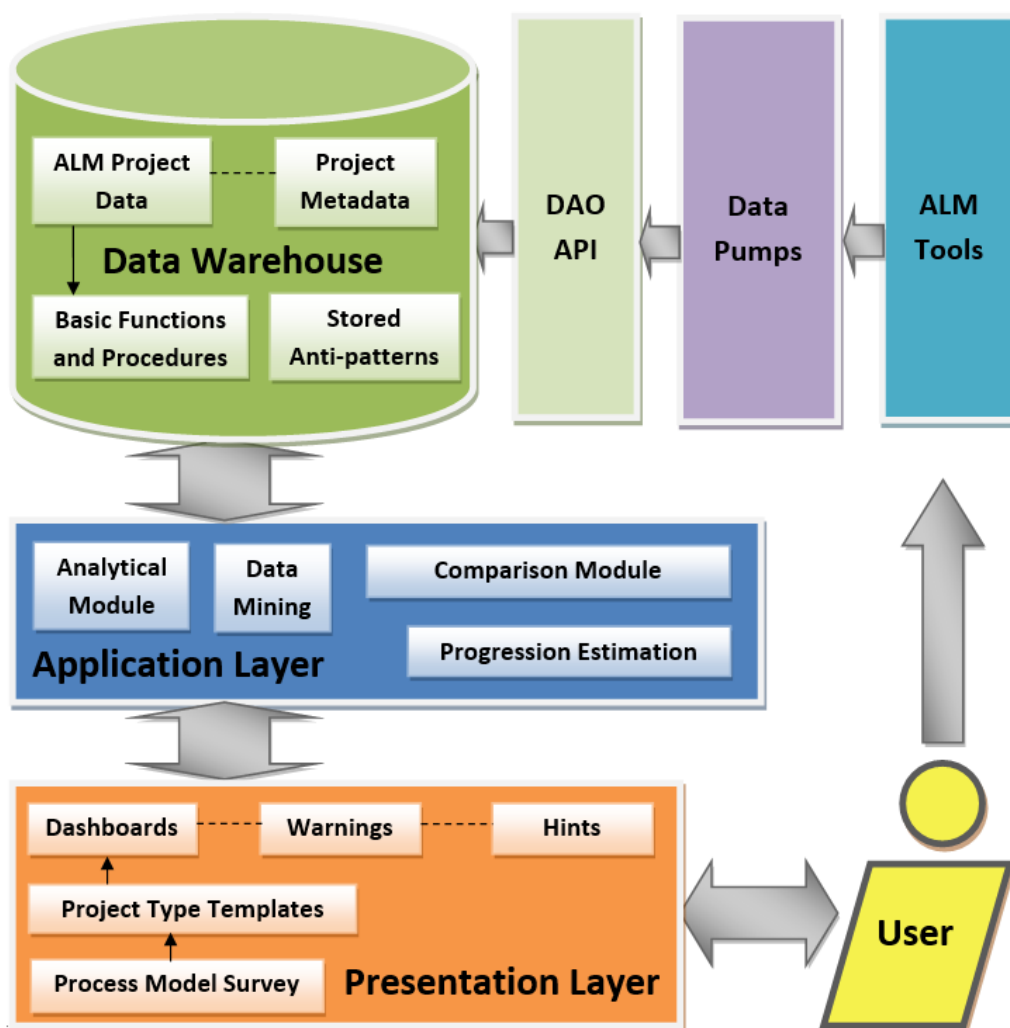 ALM Project
Data
Project
Metadata
Data Warehouse
Basic Functions
and Procedures
Stored
Anti-patterns
DAO
API
Data
Pumps
ALM
Tools
Analytical
Module
Data
Mining
Comparison Module
Progression Estimation
Application Layer
Dashboards
Warnings
Hints
Project Type Templates
Process Model Survey
Presentation Layer
User